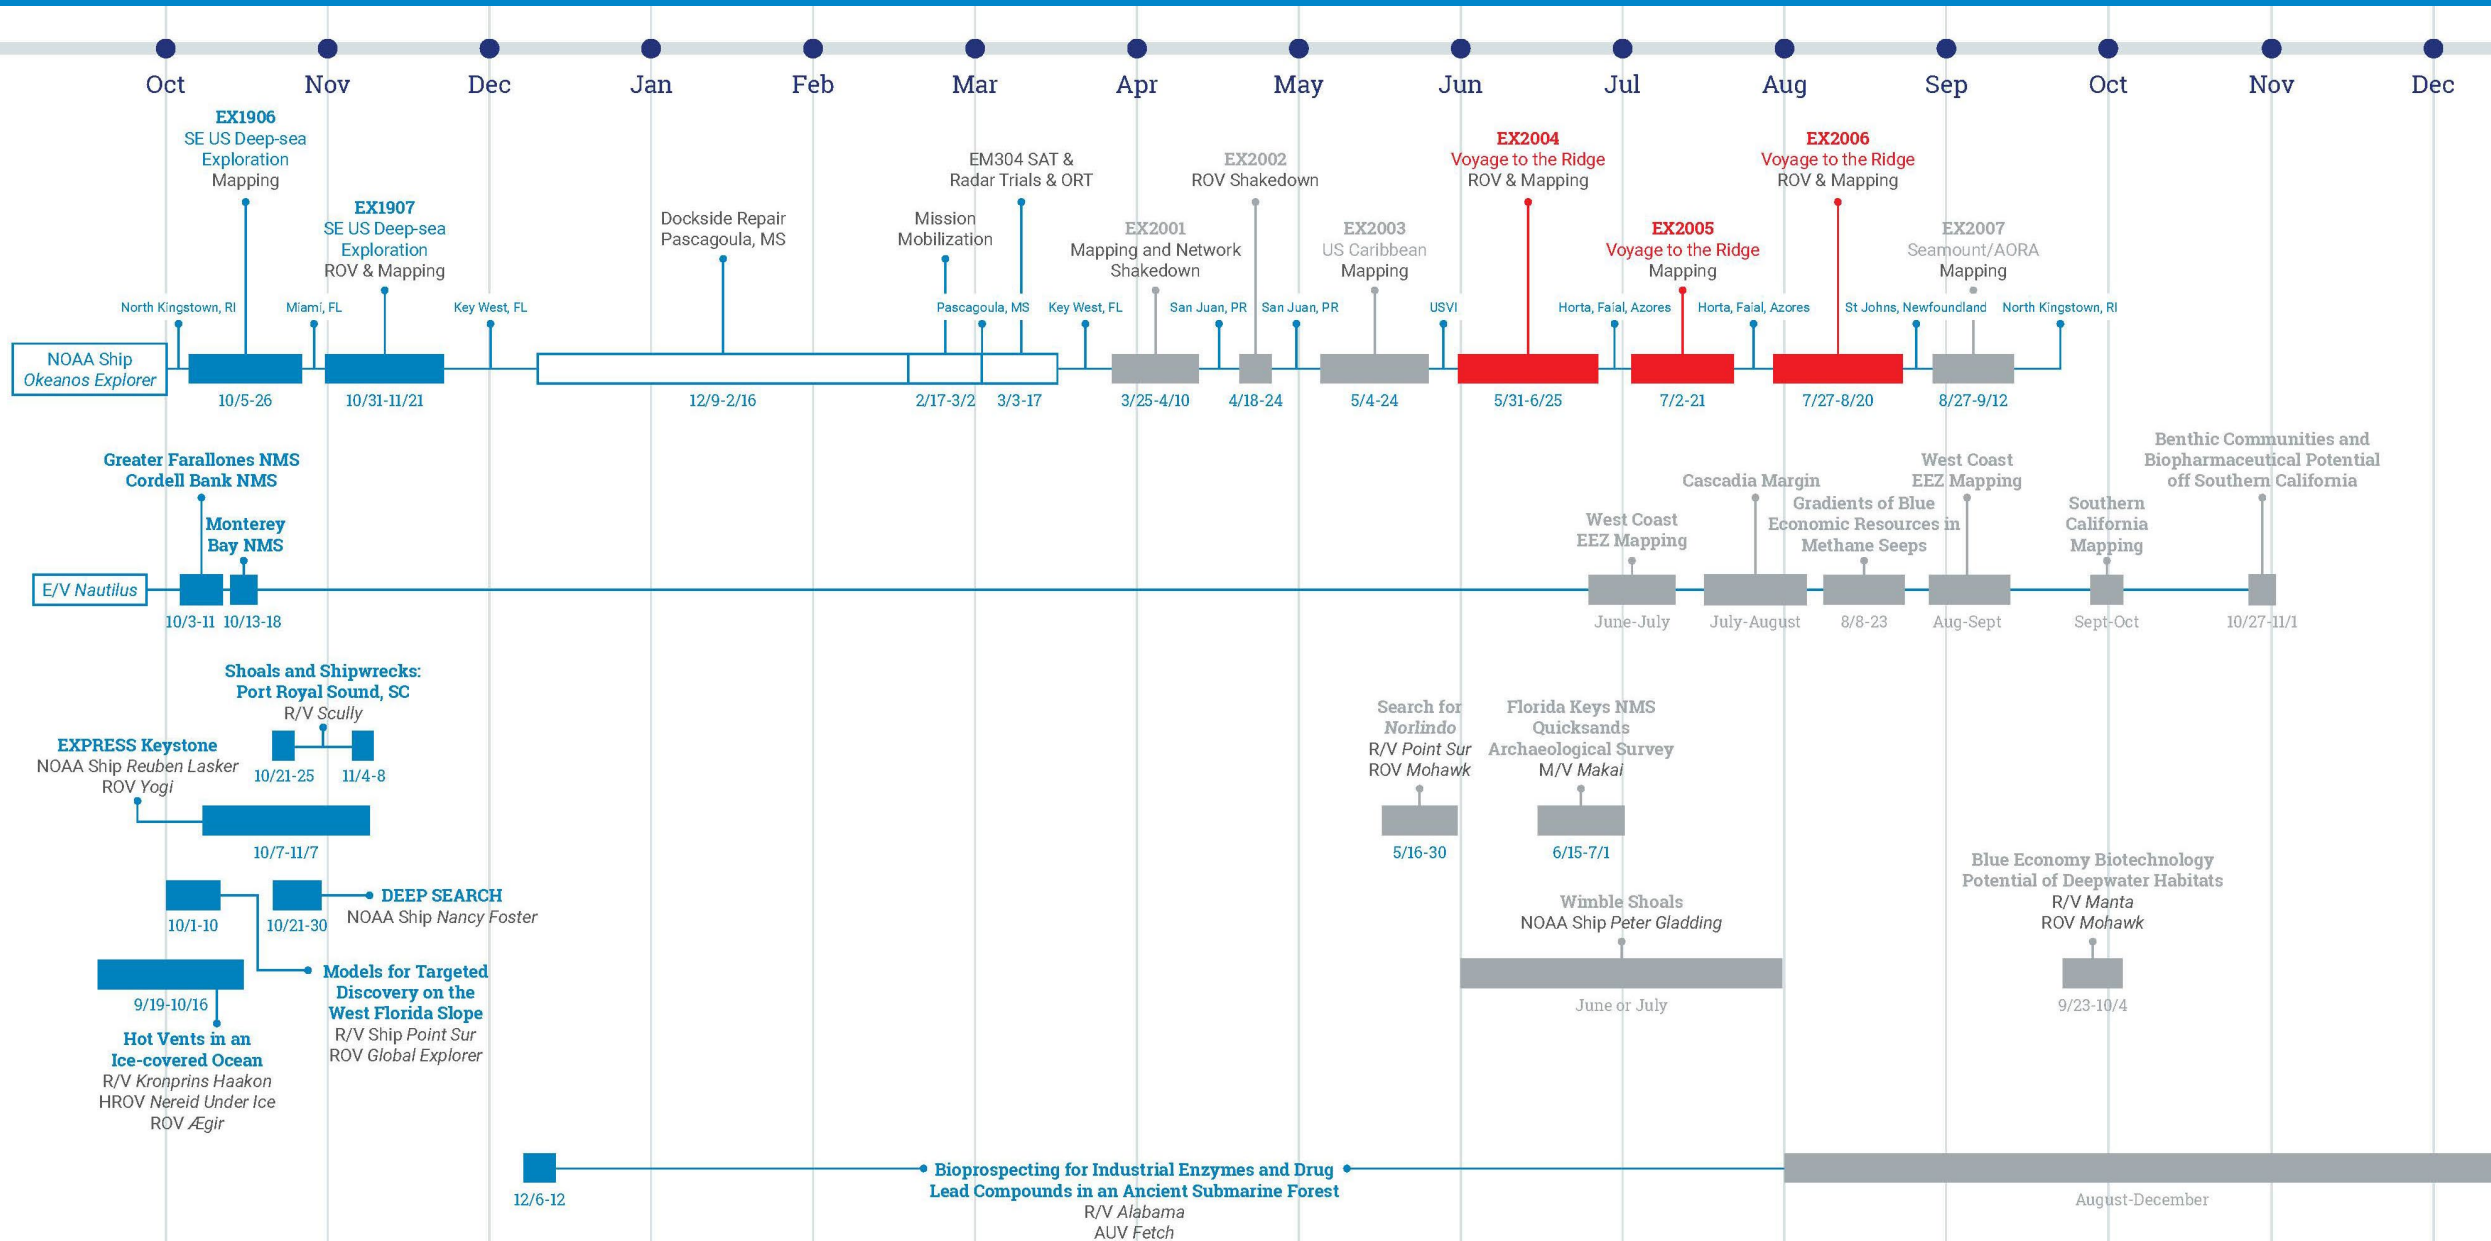 Oct
Nov
Dec
Jan
Feb
Mar
Apr
May
Jun
Jul
Aug
Sep
Oct
Nov
Dec
EX1906
SE US Deep-sea
Exploration
Mapping
EX1907
SE US Deep-sea
Exploration
ROV & Mapping
Dockside Repair
Pascagoula, MS
Mission
Mobilization
EM304 SAT &
Radar Trials & ORT
EX2001
Mapping and Network
Shakedown
EX2002
ROV Shakedown
EX2003
US Caribbean
Mapping
EX2004
Voyage to the Ridge
ROV & Mapping
EX2005
Voyage to the Ridge
Mapping
EX2006
Voyage to the Ridge
ROV & Mapping
EX2007
Seamount/AORA
Mapping
North Kingstown, RI
Miami, FL
Key West, FL
Pascagoula, MS
Key West, FL
San Juan, PR
San Juan, PR
USVI
Horta, Faial, Azores
Horta, Faial, Azores
St Johns, Newfoundland
North Kingstown, RI
NOAA Ship
Okeanos Explorer
10/5-26
10/31-11/21
12/9-2/16
2/17-3/2
3/3-17
3/25-4/10
4/18-24
5/4-24
5/31-6/25
7/2-21
7/27-8/20
8/27-9/12
Greater Farallones NMS
Cordell Bank NMS
Monterey
Bay NMS
West Coast
EEZ Mapping
Cascadia Margin
Gradients of Blue
Economic Resources in
Methane Seeps
West Coast
EEZ Mapping
Southern
California
Mapping
Benthic Communities and
Biopharmaceutical Potential
off Southern California
E/V Nautilus
10/3-11
10/13-18
June-July
July-August
8/8-23
Aug-Sept
Sept-Oct
10/27-11/1
Shoals and Shipwrecks:
Port Royal Sound, SC
R/V Scully
10/21-25
11/4-8
EXPRESS Keystone
NOAA Ship Reuben Lasker
ROV Yogi
10/7-11/7
Search for
Norlindo
R/V Point Sur
ROV Mohawk
5/16-30
Florida Keys NMS
Quicksands
Archaeological Survey
M/V Makai
6/15-7/1
10/1-10
10/21-30
DEEP SEARCH
NOAA Ship Nancy Foster
Wimble Shoals
NOAA Ship Peter Gladding
June or July
Blue Economy Biotechnology
Potential of Deepwater Habitats
R/V Manta
ROV Mohawk
9/23-10/4
9/19-10/16
Hot Vents in an
Ice-covered Ocean
R/V Kronprins Haakon
HROV Nereid Under Ice
ROV Ægir
Models for Targeted
Discovery on the
West Florida Slope
R/V Ship Point Sur
ROV Global Explorer
12/6-12
Bioprospecting for Industrial Enzymes and Drug
Lead Compounds in an Ancient Submarine Forest
R/V Alabama
AUV Fetch
August-December